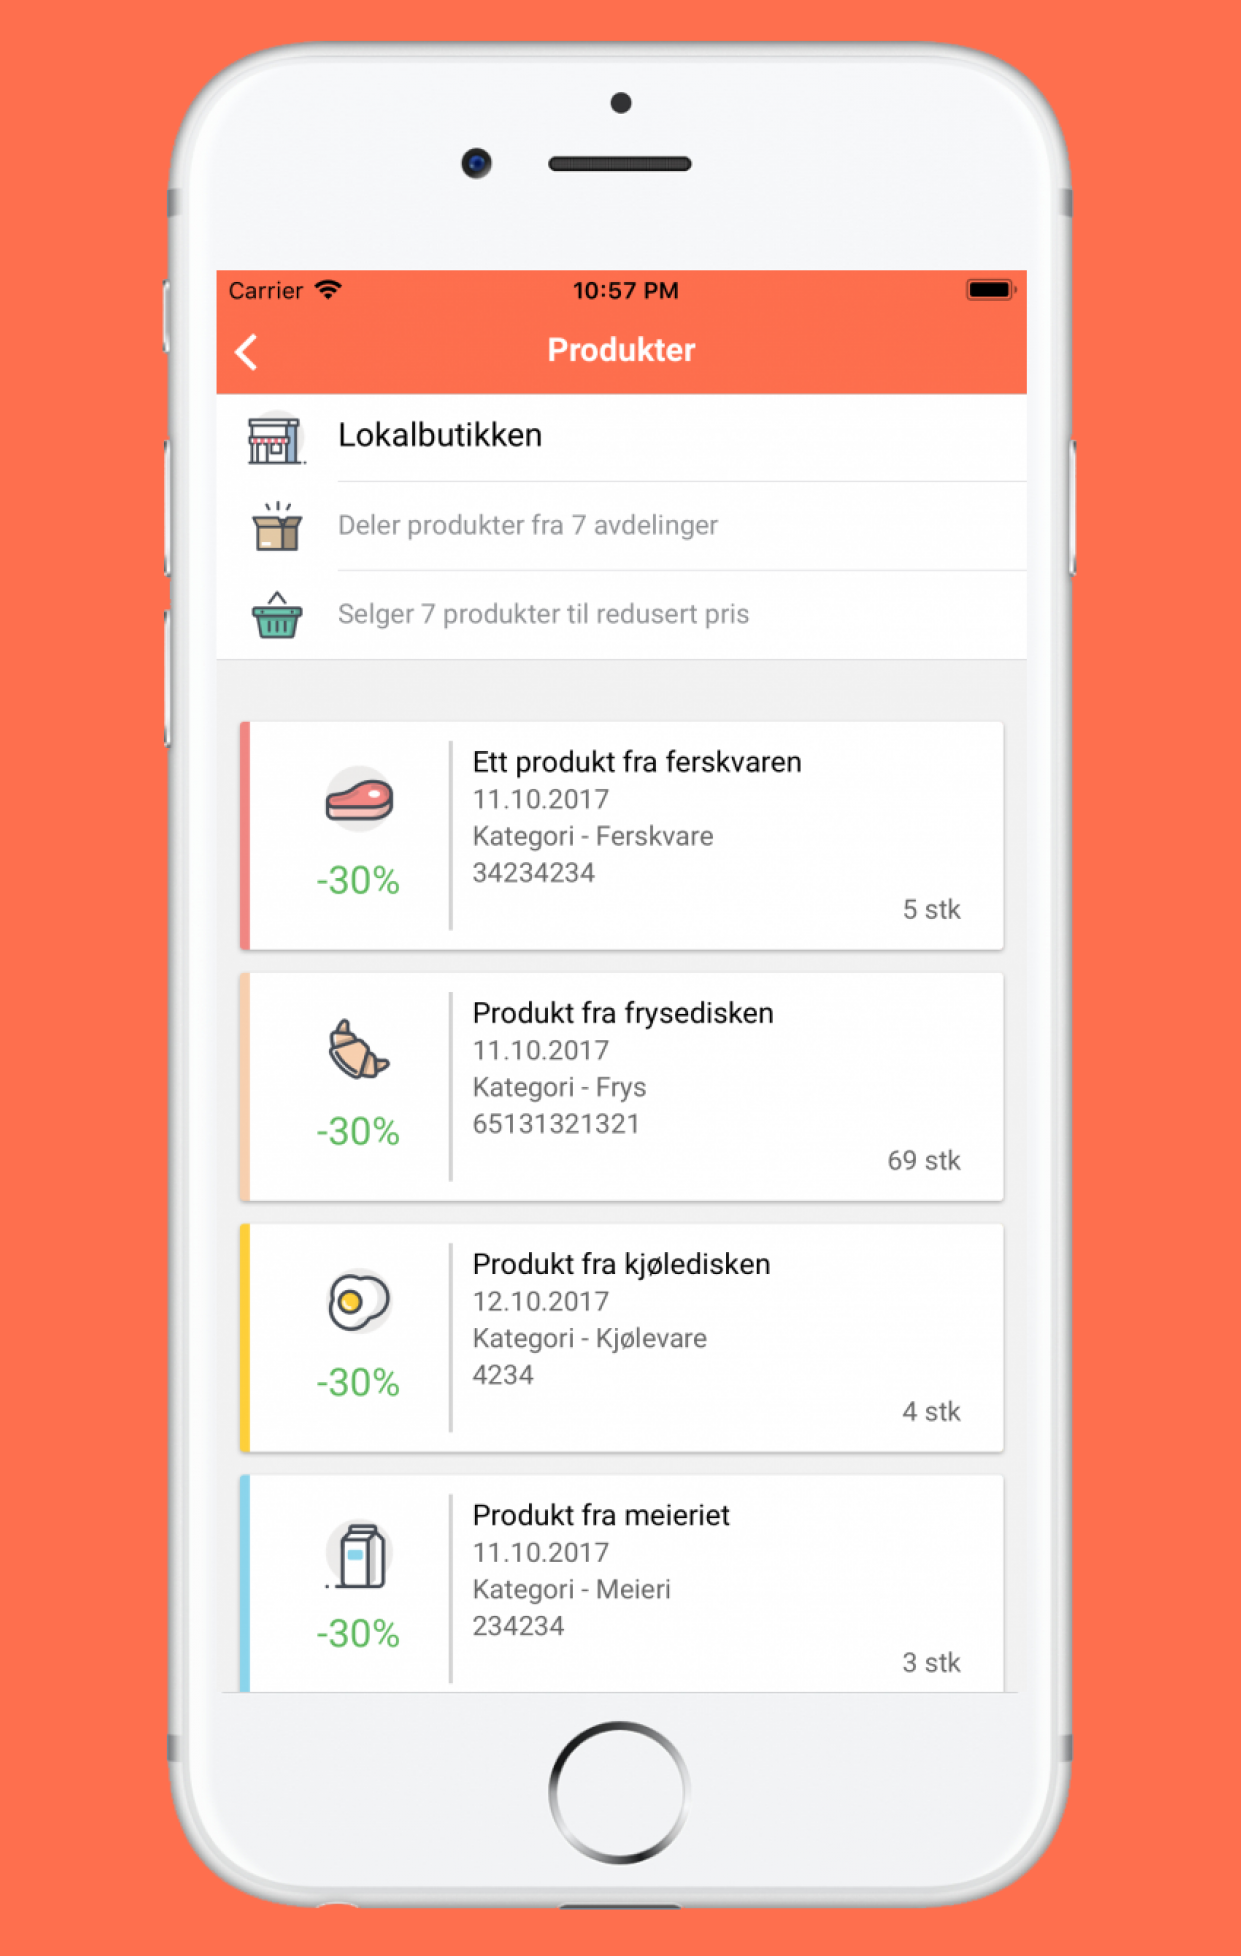 Carrier 10:57 PM
Produkter
Lokalbutikken
Deler produkter fra 7 avdelinger
Selger 7 produkter til redusert pris
Ett produkt fra ferskvaren
11.10.2017
Kategori - Ferskvare
-30%
34234234
5 stk
Produkt fra frysedisken
11.10.2017
Kategori - Frys
-30%
65131321321
69 stk
Produkt fra kjøledisken
12.10.2017
Kategori - Kjølevare
-30%
4234
4 stk
Produkt fra meieriet
11.10.2017
Kategori - Meieri
-30%
234234
3 stk